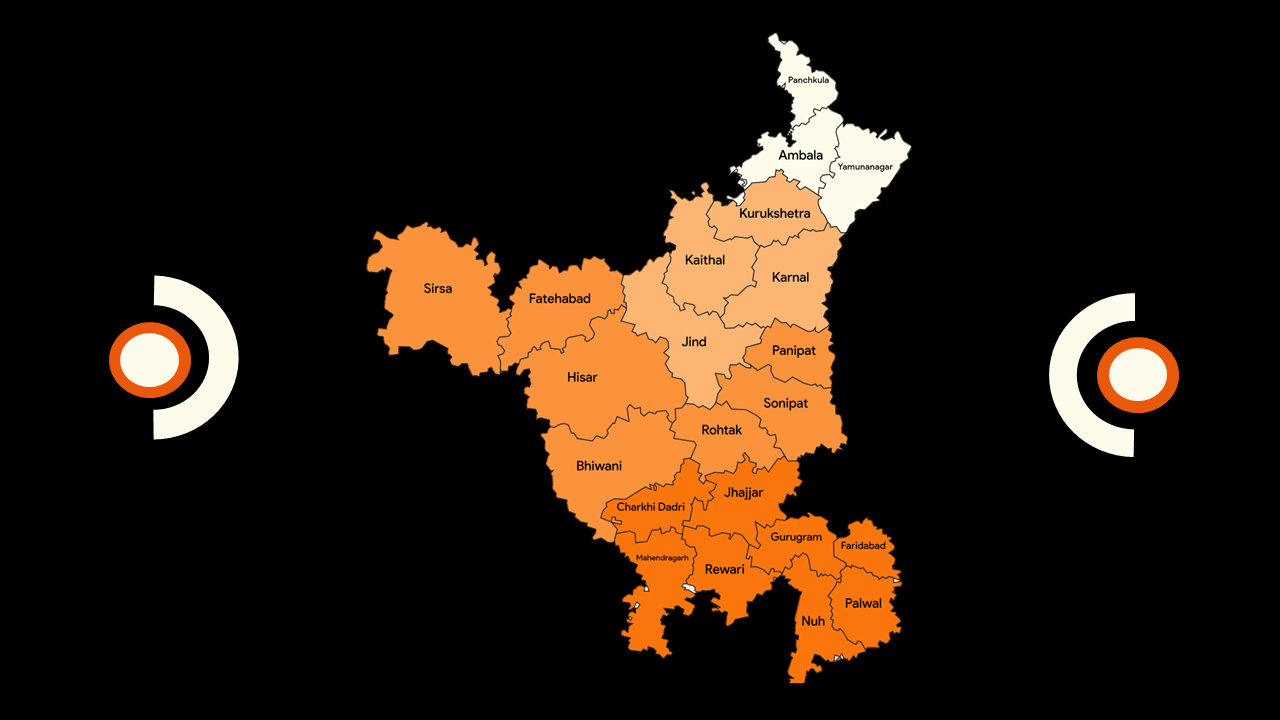 Panchkula
Ambala
Yamunanagar
Kurukshetra
Kaithal
Karnal
Sirsa
Fatehabad
Jind
Panipat
Hisar
Sonipat
Rohtak
Bhiwani
Jhajjar
Charkhi Dadri
Gurugram
Faridabad
Mahendragarh
Rewari
Palwal
Nuh